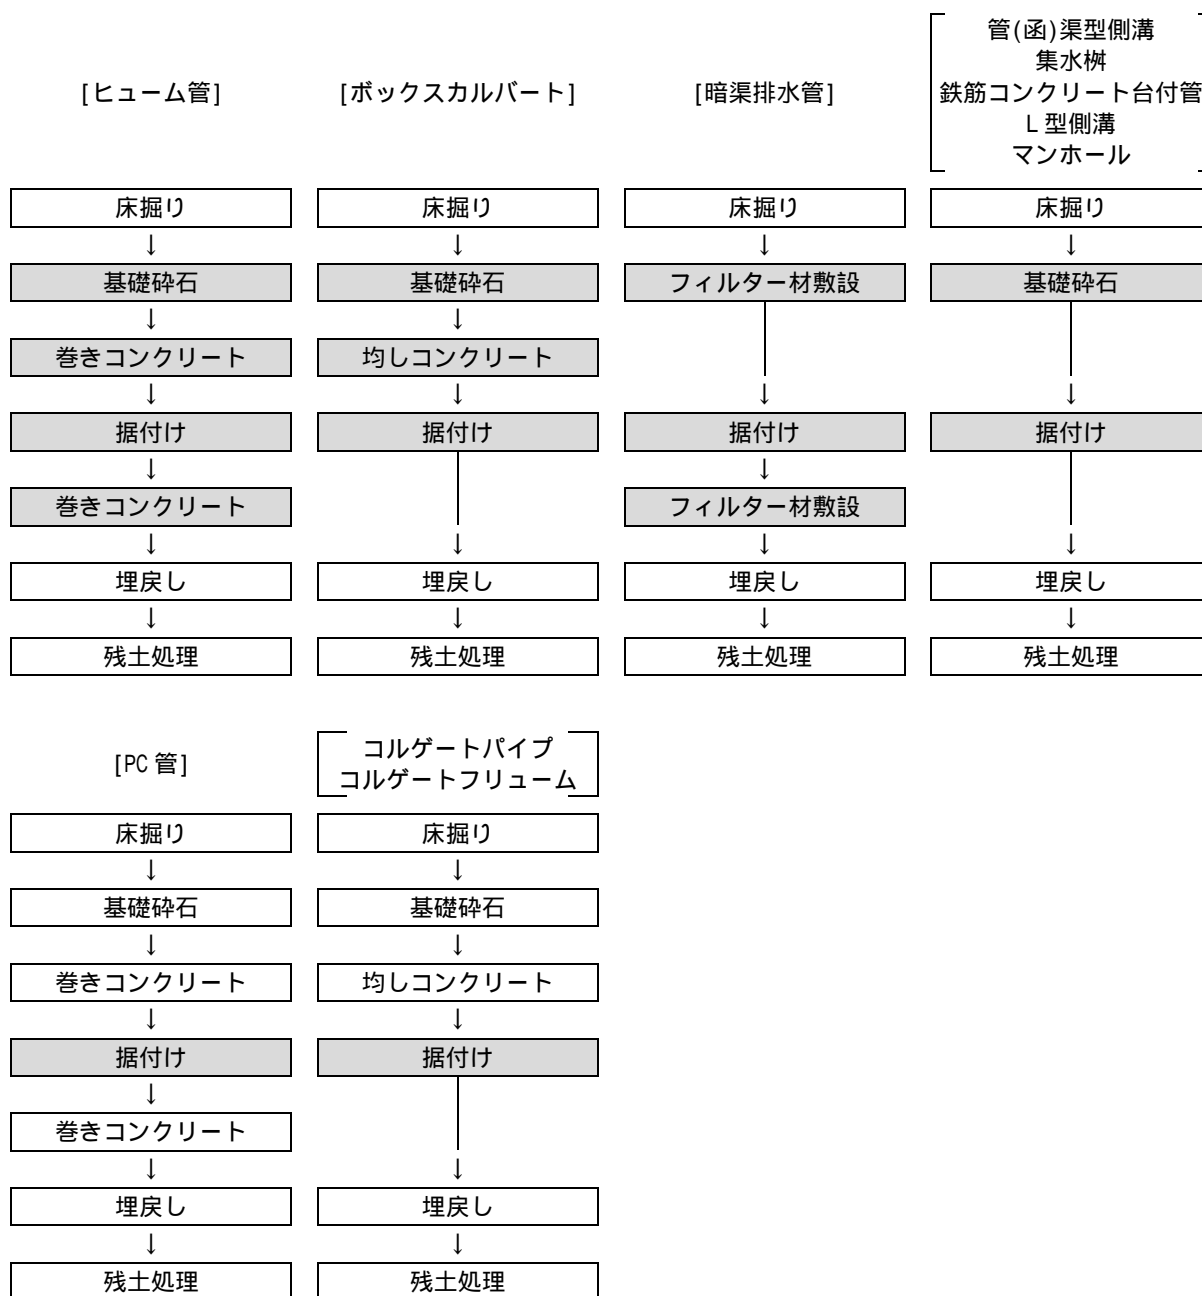 [ヒューム管]
床掘り
↓
基礎砕石
↓
巻きコンクリート
↓
据付け
↓
巻きコンクリート
↓
埋戻し
↓
残土処理
[ボックスカルバート]
床掘り
↓
基礎砕石
↓
均しコンクリート
↓
据付け
↓
埋戻し
↓
残土処理
[暗渠排水管]
床掘り
↓
フィルター材敷設
↓
据付け
↓
フィルター材敷設
↓
埋戻し
↓
残土処理
管(函)渠型側溝
集水桝
鉄筋コンクリート台付管
L型側溝
マンホール
床掘り
↓
基礎砕石
↓
据付け
↓
埋戻し
↓
残土処理
[PC管]
床掘り
↓
基礎砕石
↓
巻きコンクリート
↓
据付け
↓
巻きコンクリート
↓
埋戻し
↓
残土処理
コルゲートパイプ
コルゲートフリューム
床掘り
↓
基礎砕石
↓
均しコンクリート
↓
据付け
↓
埋戻し
↓
残土処理